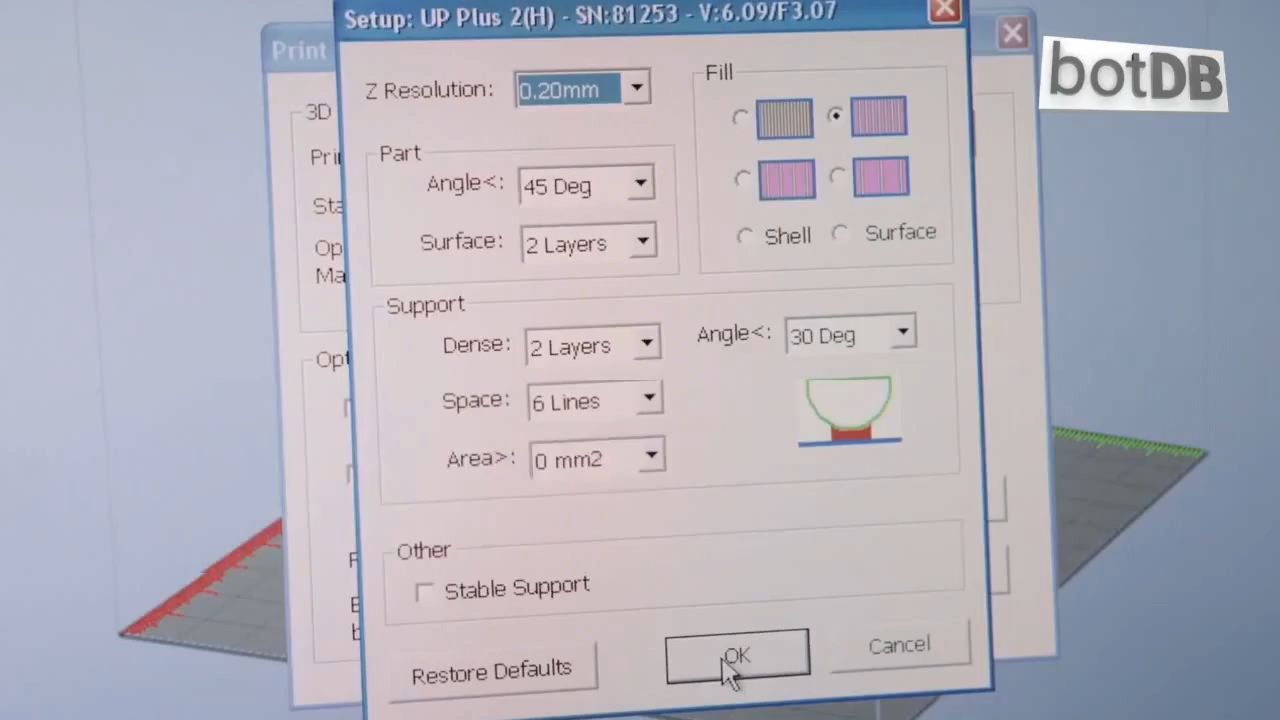 Setup: UP Plus 2(H) - SN:81253 - V:6.09/F3.07
Print
botDB
Z Resolution: 0.20mm
Fill
3D
Part
Angle<: 45 Deg
Surface: 2 Layers
Shell Surface
Support
Dense: 2 Layers
Angle<: 30 Deg
Space: 6 Lines
Area>: 0 mm2
Other
Stable Support
Restore Defaults
OK
Cancel